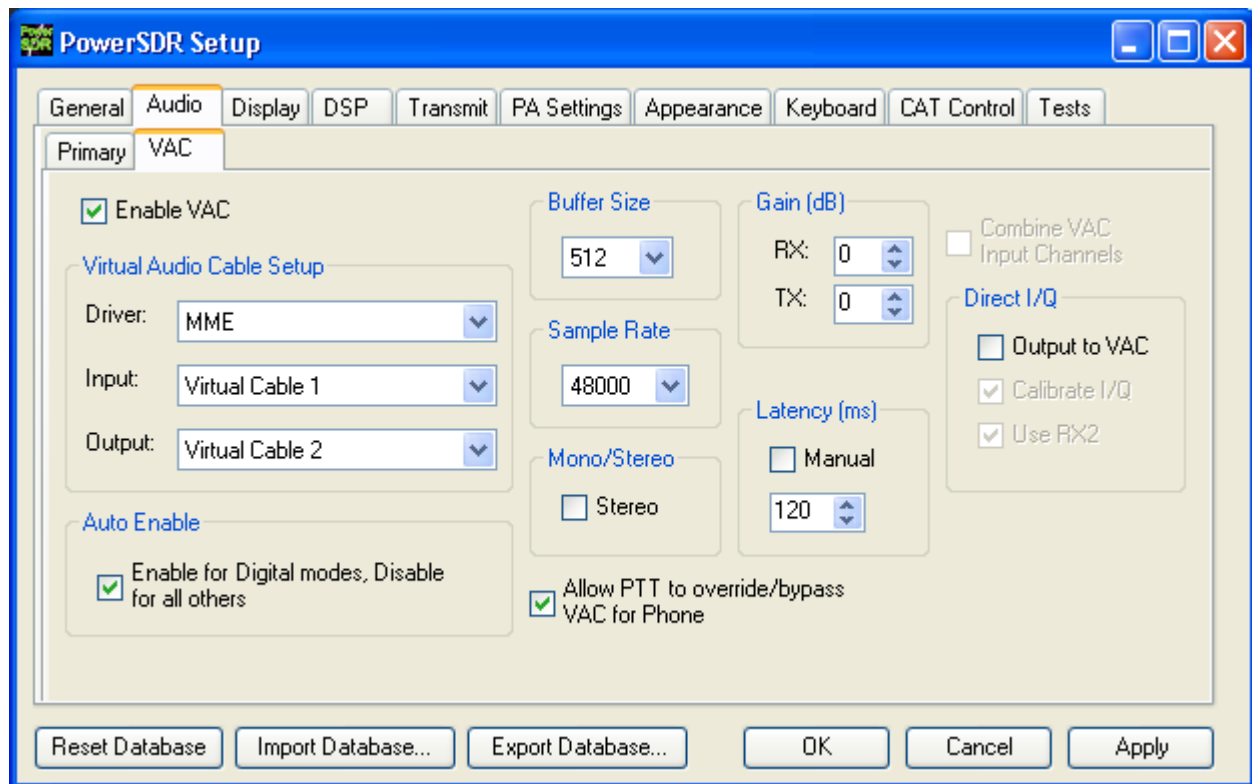 Power SDR
PowerSDR Setup
General Audio Display DSP Transmit PA Settings Appearance Keyboard CAT Control Tests
Primary VAC
Enable VAC
Virtual Audio Cable Setup
Driver: MME
Input: Virtual Cable 1
Output: Virtual Cable 2
Auto Enable
Enable for Digital modes, Disable
for all others
Buffer Size
512
Sample Rate
48000
Mono/Stereo
Stereo
Allow PTT to override/bypass
VAC for Phone
Gain (dB)
RX: 0
TX: 0
Latency (ms)
Manual
120
Combine VAC
Input Channels
Direct I/Q
Output to VAC
Calibrate I/Q
Use RX2
Reset Database Import Database... Export Database... OK Cancel Apply